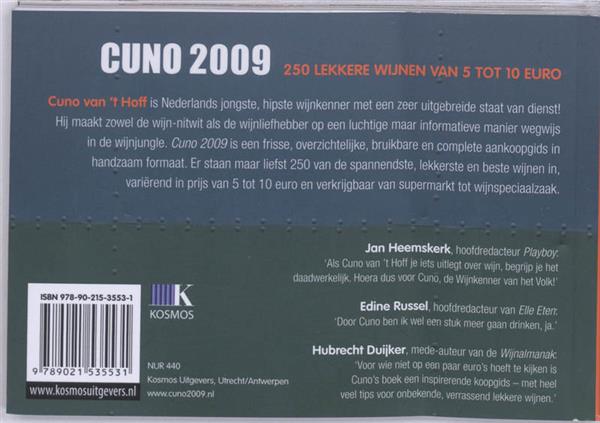 CUNO 2009 250 LEKKERE WIJNEN VAN 5 TOT 10 EURO
Cuno van 't Hoff is Nederlands jongste, hipste wijnkenner met een zeer uitgebreide staat van dienst!
Hij maakt zowel de wijn-nitwit als de wijnliefhebber op een luchtige maar informatieve manier wegwijs
in de wijnjungle. Cuno 2009 is een frisse, overzichtelijke, bruikbare en complete aankoopgids in
handzaam formaat. Er staan maar liefst 250 van de spannendste, lekkerste en beste wijnen in,
variërend in prijs van 5 tot 10 euro en verkrijgbaar van supermarkt tot wijnspeciaalzaak.
Jan Heemskerk, hoofdredacteur Playboy:
'Als Cuno van 't Hoff je iets uitlegt over wijn, begrijp je het
daadwerkelijk. Hoera dus voor Cuno, de Wijnkenner van het Volk!'
Edine Russel, hoofdredacteur van Elle Eten:
'Door Cuno ben ik wel een stuk meer gaan drinken, ja.'
Hubrecht Duijker, mede-auteur van de Wijnalmanak:
'Voor wie niet op een paar euro's hoeft te kijken is
Cuno's boek een inspirerende koopgids – met heel
veel tips voor onbekende, verrassend lekkere wijnen.'
ISBN 978-90-215-3553-1
9 789021 535531
www.kosmosuitgevers.nl
K
KOSMOS
NUR 440
Kosmos Uitgevers, Utrecht/Antwerpen
www.cuno2009.nl